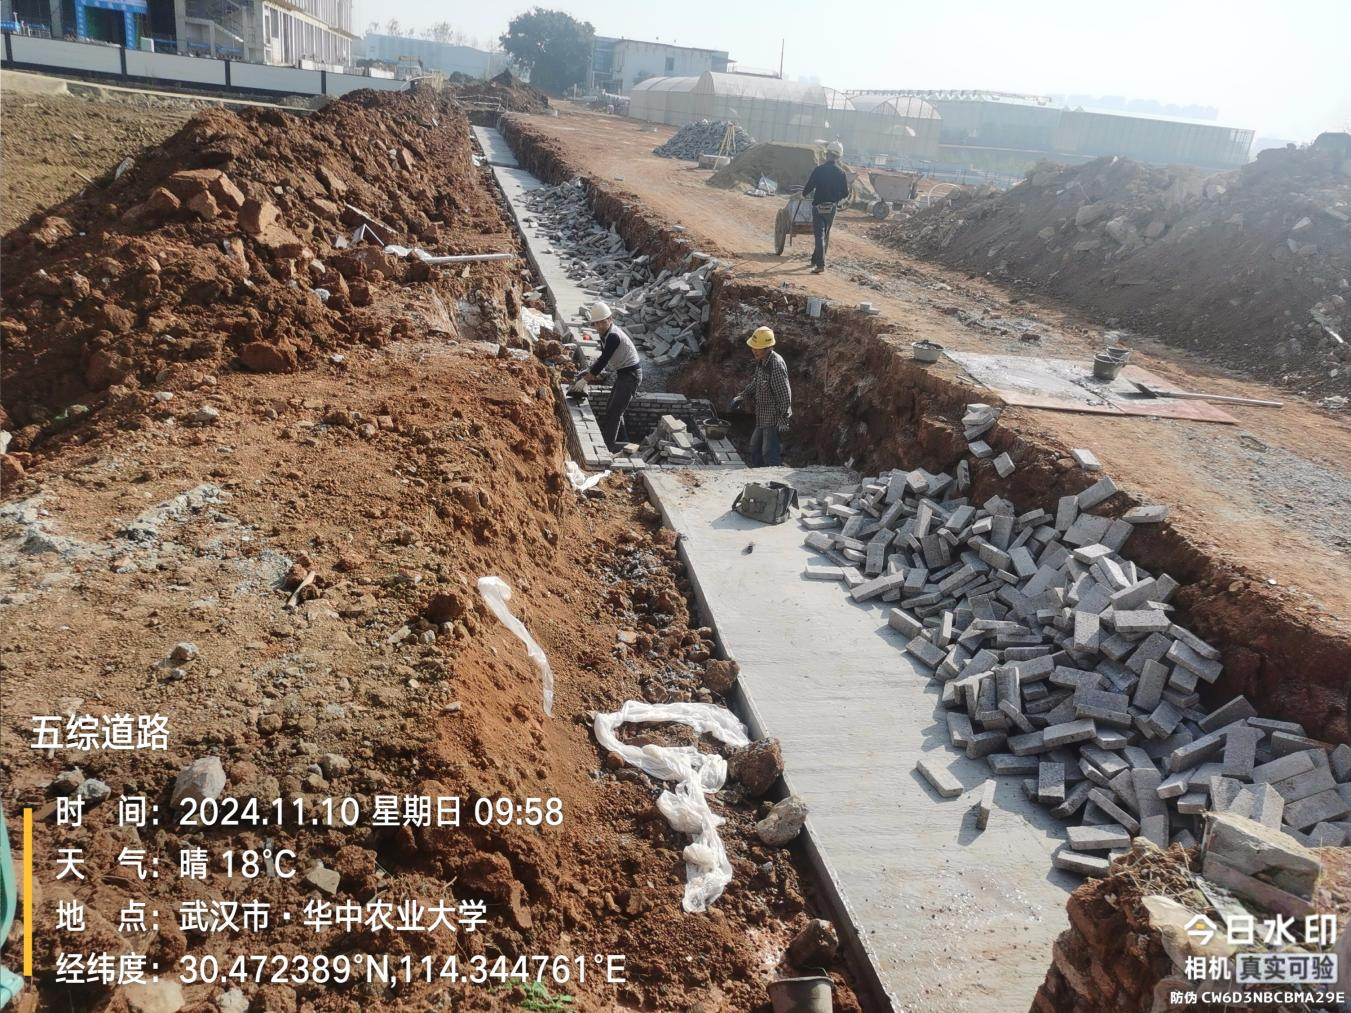 五综道路
时　间：2024.11.10 星期日 09:58
天　气：晴 18℃
地　点：武汉市·华中农业大学
经纬度：30.472389°N,114.344761°E
今日水印
相机 真实可验
防伪 CW6D3NBCBMA29E